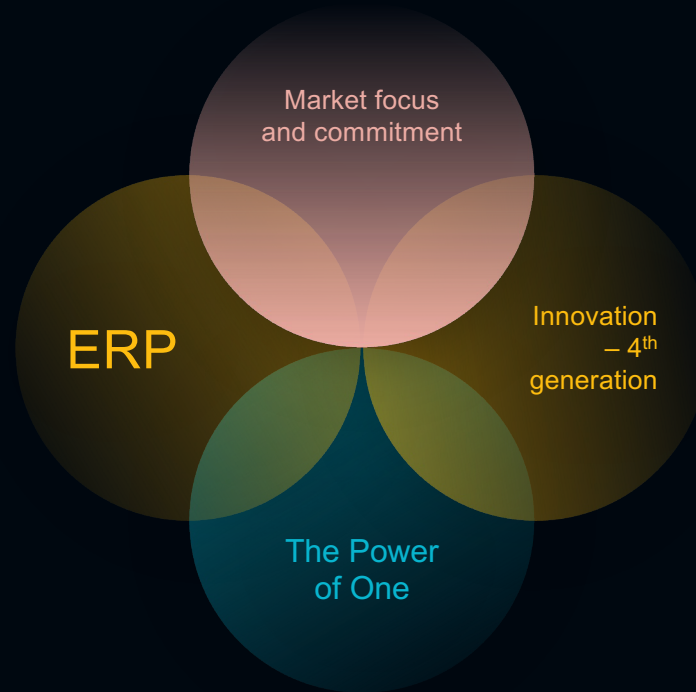 Market focus
and commitment
ERP
Innovation
– 4th
generation
The Power
of One